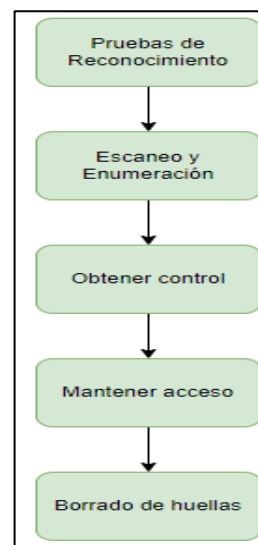 Pruebas de
Reconocimiento
Escaneo y
Enumeración
Obtener control
Mantener acceso
Borrado de huellas